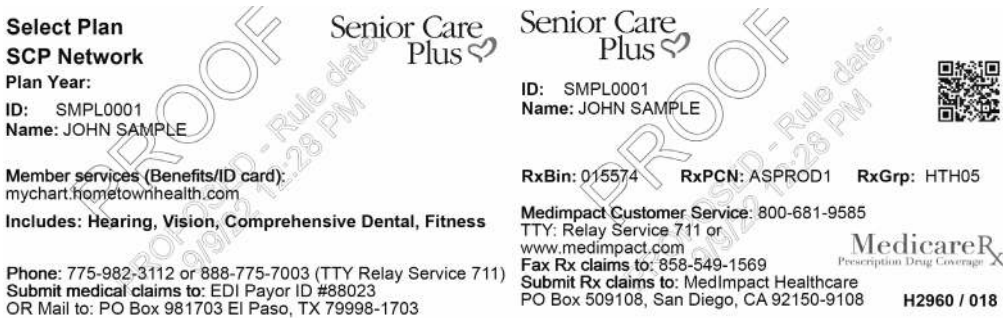 Select Plan
SCP Network
Plan Year:
ID: SMPL0001
Name: JOHN SAMPLE
Senior Care
Plus
Member services (Benefits/ID card):
mychart.hometownhealth.com
Includes: Hearing, Vision, Comprehensive Dental, Fitness
Phone: 775-982-3112 or 888-775-7003 (TTY Relay Service 711)
Submit medical claims to: EDI Payor ID #88023
OR Mail to: PO Box 981703 El Paso, TX 79998-1703
PROOF
PROPOSED - Rule date:
9/9/22 12:28 PM
Senior Care
Plus
ID: SMPL0001
Name: JOHN SAMPLE
RxBin: 015574 RxPCN: ASPROD1 RxGrp: HTH05
Medimpact Customer Service: 800-681-9585
TTY: Relay Service 711 or
www.medimpact.com
Fax Rx claims to: 858-549-1569
Submit Rx claims to: MedImpact Healthcare
PO Box 509108, San Diego, CA 92150-9108
MedicareRx
Prescription Drug Coverage
H2960 / 018
PROOF
PROPOSED - Rule date:
9/9/22 12:28 PM